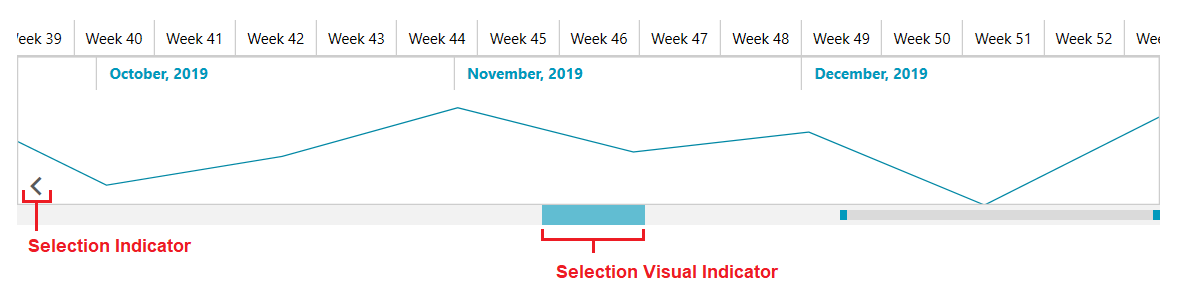 Week 39 Week 40 Week 41 Week 42 Week 43 Week 44 Week 45 Week 46 Week 47 Week 48 Week 49 Week 50 Week 51 Week 52
October, 2019 November, 2019 December, 2019
Selection Indicator
Selection Visual Indicator